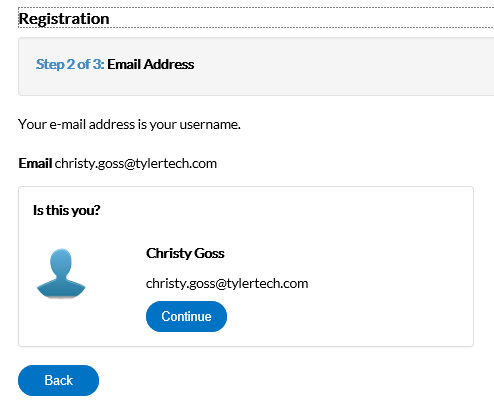 Registration
Step 2 of 3: Email Address
Your e-mail address is your username.
Email christy.goss@tylertech.com
Is this you?
Christy Goss
christy.goss@tylertech.com
Continue
Back